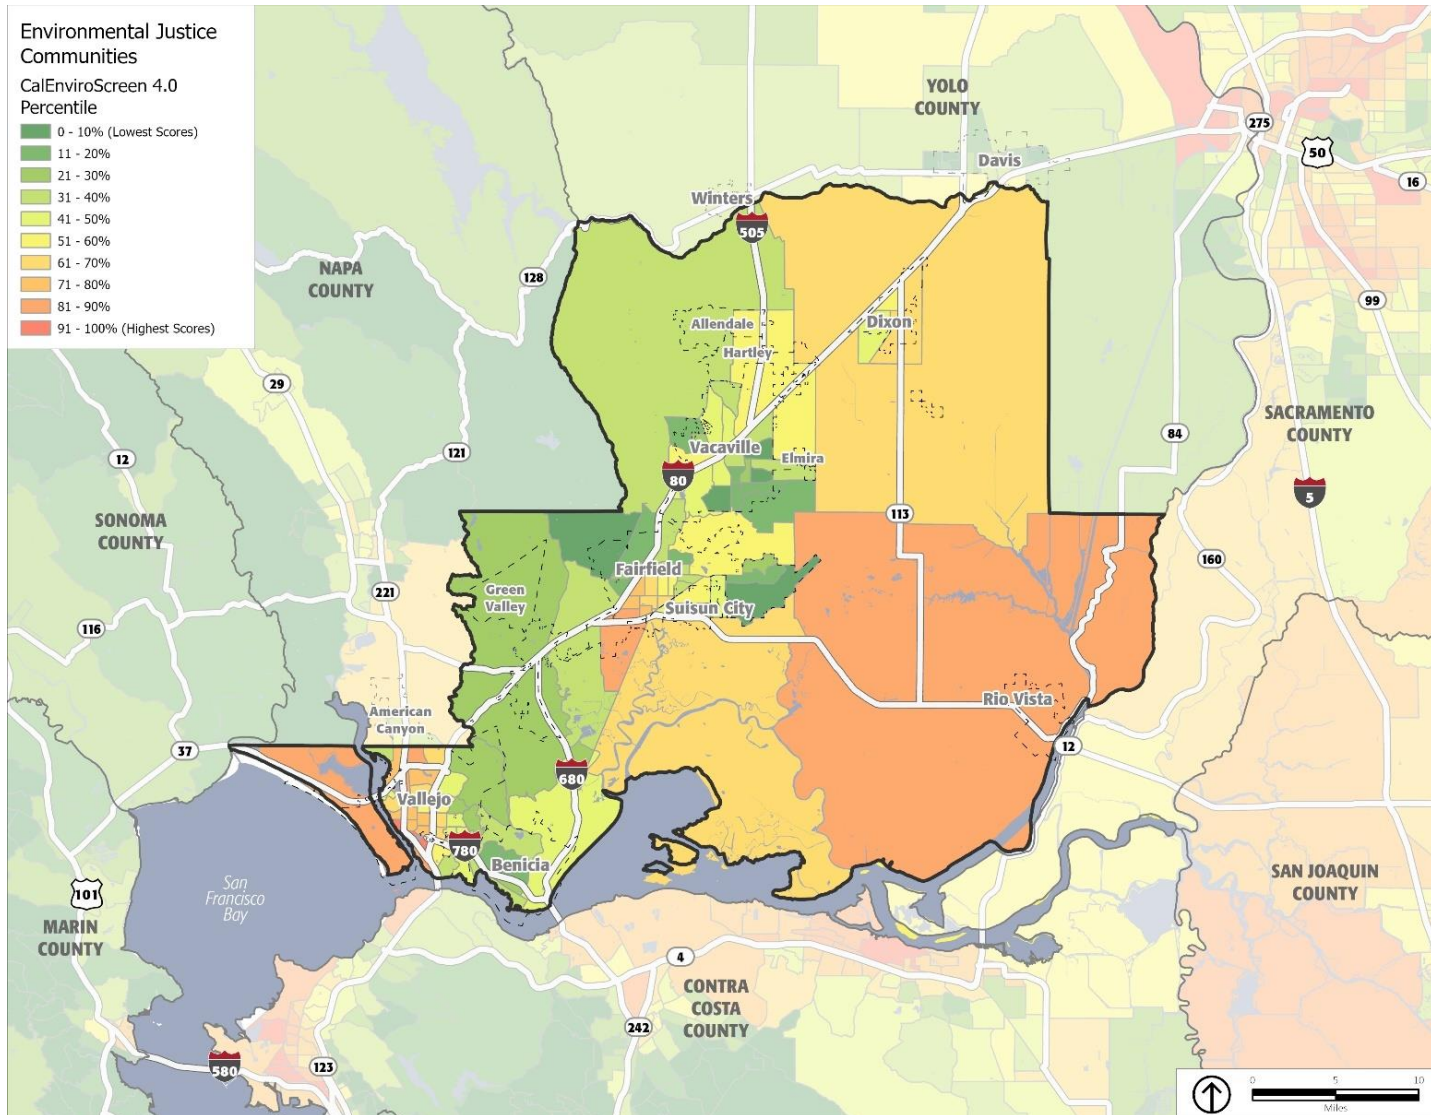 Environmental Justice
Communities
CalEnviroScreen 4.0
Percentile
0 - 10% (Lowest Scores)
11 - 20%
21 - 30%
31 - 40%
41 - 50%
51 - 60%
61 - 70%
71 - 80%
81 - 90%
91 - 100% (Highest Scores)
YOLO
COUNTY
275
50
Davis
16
Winters
505
NAPA
COUNTY
128
99
Allendale
Dixon
Hartley
29
SACRAMENTO
COUNTY
84
12
121
Vacaville
Elmira
80
5
SONOMA
COUNTY
113
160
Fairfield
Green
Valley
221
Suisun City
116
Rio Vista
American
Canyon
37
12
680
Vallejo
780
Benicia
San
Francisco
Bay
101
SAN JOAQUIN
COUNTY
MARIN
COUNTY
4
CONTRA
COSTA
COUNTY
242
580
123
0 5 10
Miles